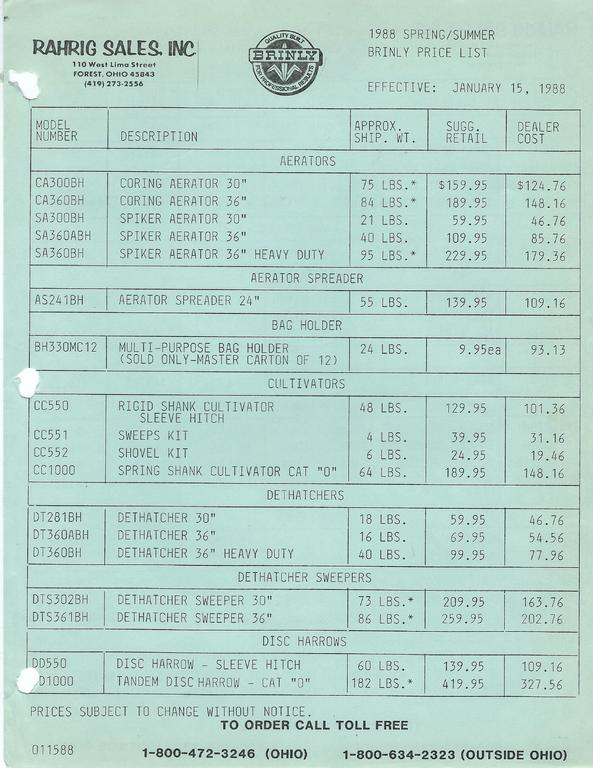 RAHRIG SALES, INC
110 West Lima Street
FOREST, OHIO 45843
(419) 273-2556
QUALITY BUILT
BRINLY
FOR PROFESSIONAL RESULTS
1988 SPRING/SUMMER
BRINLY PRICE LIST
EFFECTIVE: JANUARY 15, 1988
MODEL NUMBER DESCRIPTION APPROX. SHIP. WT. SUGG. RETAIL DEALER COST
AERATORS
CA300BH CORING AERATOR 30" 75 LBS.* $159.95 $124.76
CA360BH CORING AERATOR 36" 84 LBS.* 189.95 148.16
SA300BH SPIKER AERATOR 30" 21 LBS. 59.95 46.76
SA360ABH SPIKER AERATOR 36" 40 LBS. 109.95 85.76
SA360BH SPIKER AERATOR 36" HEAVY DUTY 95 LBS.* 229.95 179.36
AERATOR SPREADER
AS241BH AERATOR SPREADER 24" 55 LBS. 139.95 109.16
BAG HOLDER
BH330MC12 MULTI-PURPOSE BAG HOLDER 24 LBS. 9.95ea 93.13
(SOLD ONLY-MASTER CARTON OF 12)
CULTIVATORS
CC550 RIGID SHANK CULTIVATOR 48 LBS. 129.95 101.36
SLEEVE HITCH
CC551 SWEEPS KIT 4 LBS. 39.95 31.16
CC552 SHOVEL KIT 6 LBS. 24.95 19.46
CC1000 SPRING SHANK CULTIVATOR CAT "0" 64 LBS. 189.95 148.16
DETHATCHERS
DT281BH DETHATCHER 30" 18 LBS. 59.95 46.76
DT360ABH DETHATCHER 36" 16 LBS. 69.95 54.56
DT360BH DETHATCHER 36" HEAVY DUTY 40 LBS. 99.95 77.96
DETHATCHER SWEEPERS
DTS302BH DETHATCHER SWEEPER 30" 73 LBS.* 209.95 163.76
DTS361BH DETHATCHER SWEEPER 36" 86 LBS.* 259.95 202.76
DISC HARROWS
DD550 DISC HARROW - SLEEVE HITCH 60 LBS. 139.95 109.16
D1000 TANDEM DISC HARROW - CAT "0" 182 LBS.* 419.95 327.56
PRICES SUBJECT TO CHANGE WITHOUT NOTICE.
TO ORDER CALL TOLL FREE
011588 1-800-472-3246 (OHIO) 1-800-634-2323 (OUTSIDE OHIO)